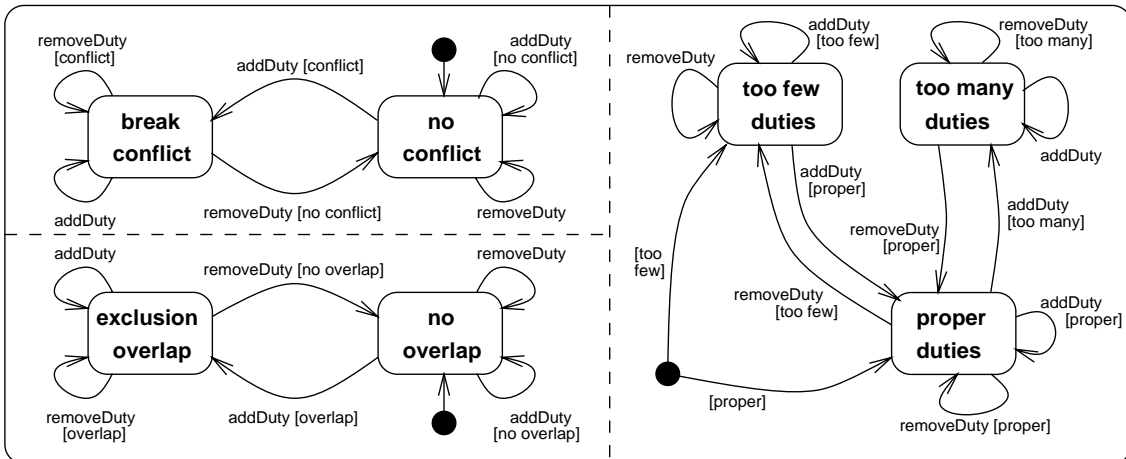 removeDuty
[conflict]
addDuty [conflict]
addDuty
[no conflict]
break
conflict
no
conflict
addDuty
removeDuty [no conflict]
removeDuty
addDuty
removeDuty [no overlap]
removeDuty
exclusion
overlap
no
overlap
removeDuty
[overlap]
addDuty [overlap]
addDuty
[no overlap]
addDuty
[too few]
removeDuty
[too many]
removeDuty
too few
duties
too many
duties
addDuty
addDuty
[proper]
addDuty
[too many]
removeDuty
[proper]
[too
few]
removeDuty
[too few]
proper
duties
addDuty
[proper]
[proper]
removeDuty [proper]